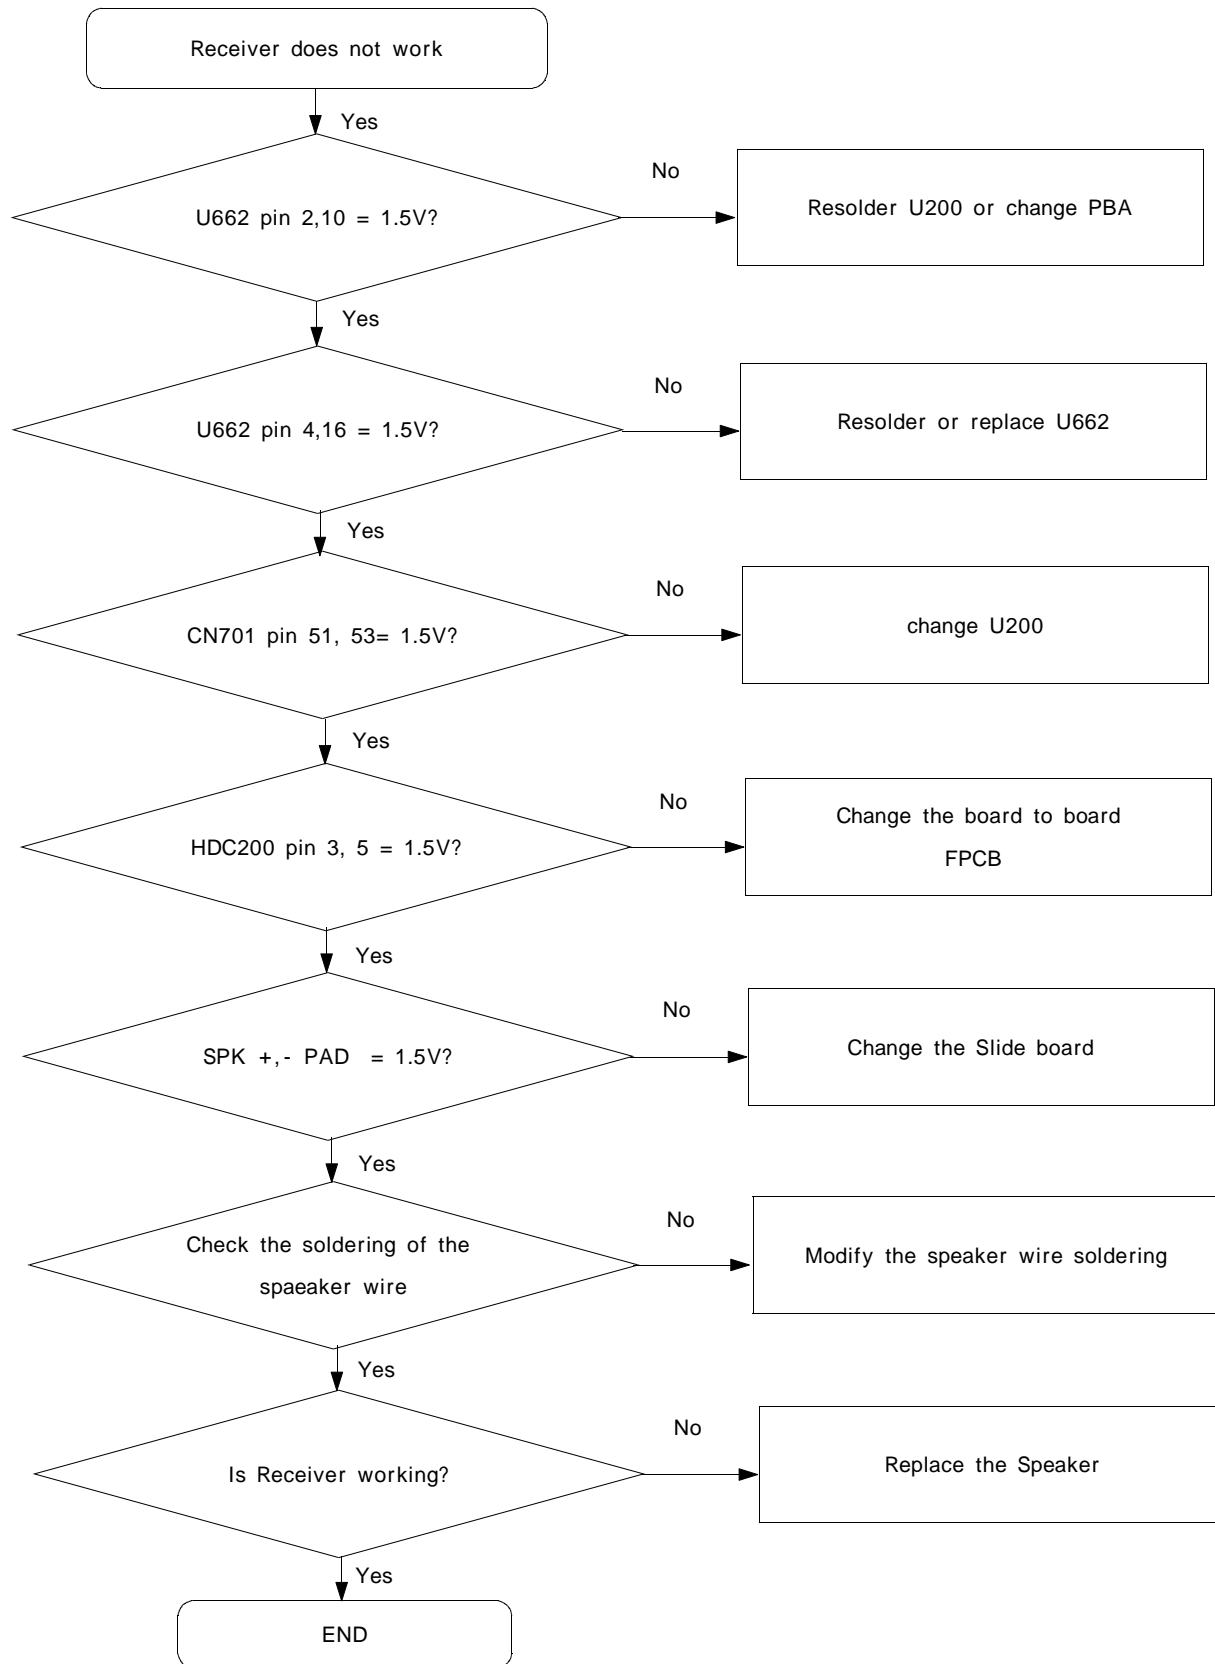 Receiver does not work
Yes
U662 pin 2,10 = 1.5V?
No
Resolder U200 or change PBA
Yes
U662 pin 4,16 = 1.5V?
No
Resolder or replace U662
Yes
CN701 pin 51, 53= 1.5V?
No
change U200
Yes
HDC200 pin 3, 5 = 1.5V?
No
Change the board to board
FPCB
Yes
SPK +,- PAD = 1.5V?
No
Change the Slide board
Yes
Check the soldering of the
spaeaker wire
No
Modify the speaker wire soldering
Yes
Is Receiver working?
No
Replace the Speaker
Yes
END